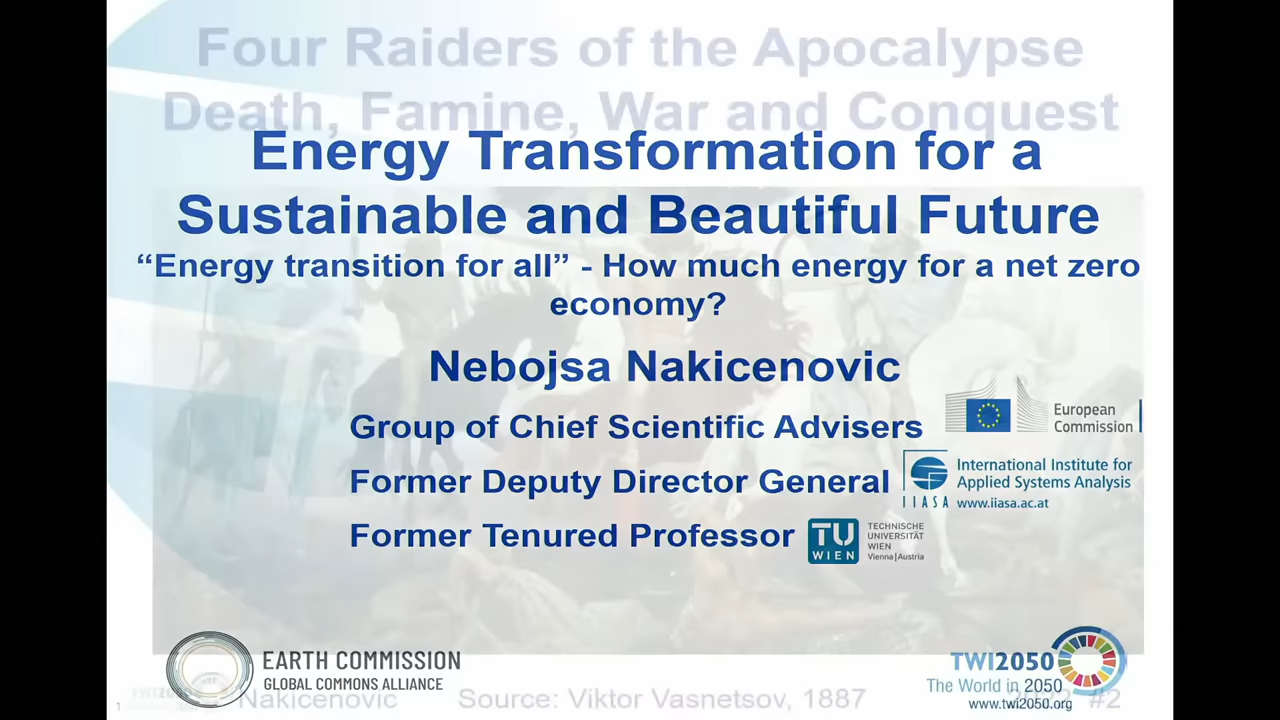 Four Raiders of the Apocalypse
Death, Famine, War and Conquest
Energy Transformation for a
Sustainable and Beautiful Future
“Energy transition for all” - How much energy for a net zero
economy?
Nebojsa Nakicenovic
Group of Chief Scientific Advisers
European
Commission
Former Deputy Director General
IIASA
International Institute for
Applied Systems Analysis
www.iiasa.ac.at
Former Tenured Professor
TU
WIEN
TECHNISCHE
UNIVERSITÄT
WIEN
Vienna|Austria
EARTH COMMISSION
GLOBAL COMMONS ALLIANCE
TWI2050
The World in 2050
www.twi2050.org
1
Nakicenovic
Source: Viktor Vasnetsov, 1887
#2